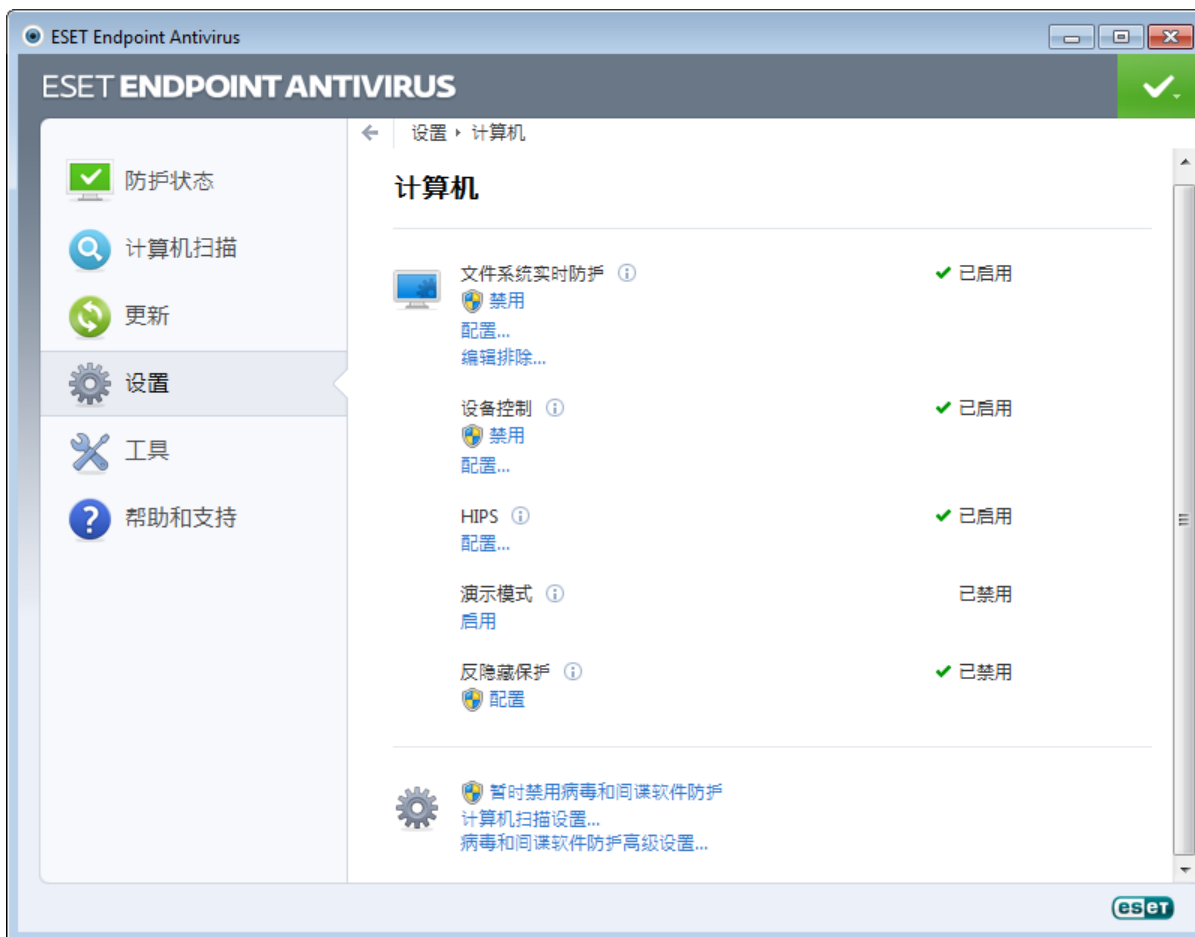 ESET Endpoint Antivirus
ESET ENDPOINT ANTIVIRUS
防护状态
计算机扫描
更新
设置
工具
帮助和支持
设置 ▸ 计算机
计算机
文件系统实时防护 已启用
禁用
配置...
编辑排除...
设备控制 已启用
禁用
配置...
HIPS 已启用
配置...
演示模式 已禁用
启用
反隐藏保护 已禁用
配置
暂时禁用病毒和间谍软件防护
计算机扫描设置...
病毒和间谍软件防护高级设置...
eseT